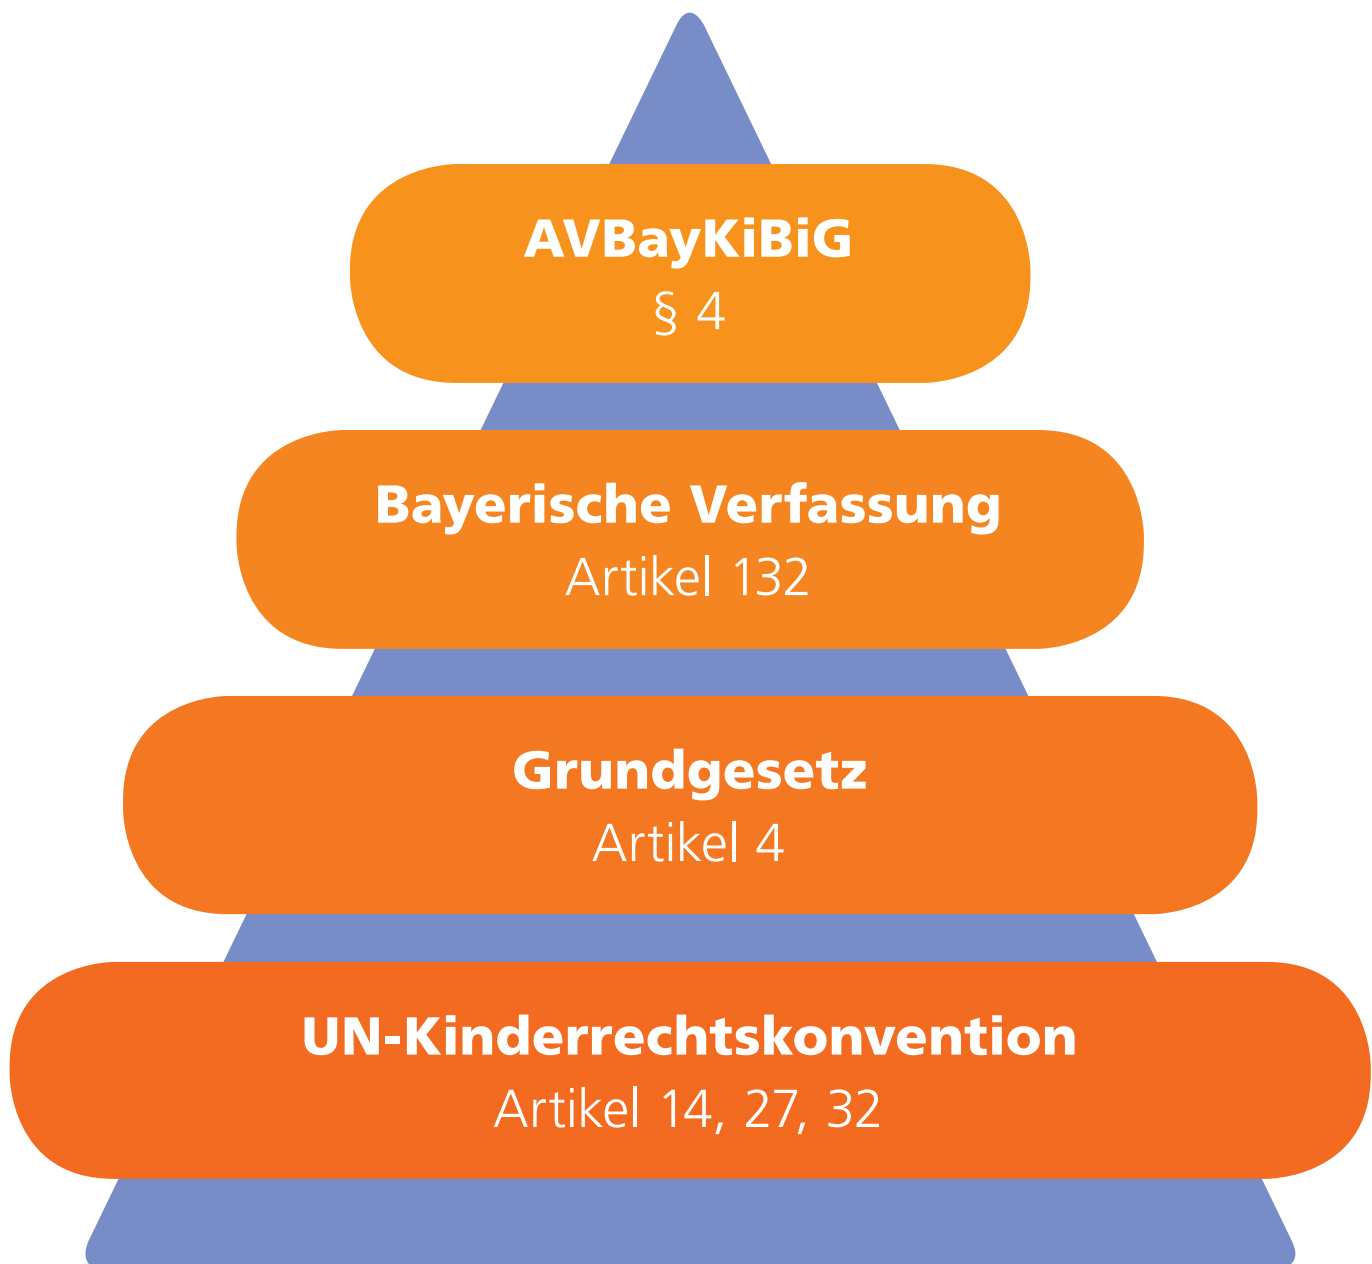 AVBayKiBiG
§ 4
Bayerische Verfassung
Artikel 132
Grundgesetz
Artikel 4
UN-Kinderrechtskonvention
Artikel 14, 27, 32